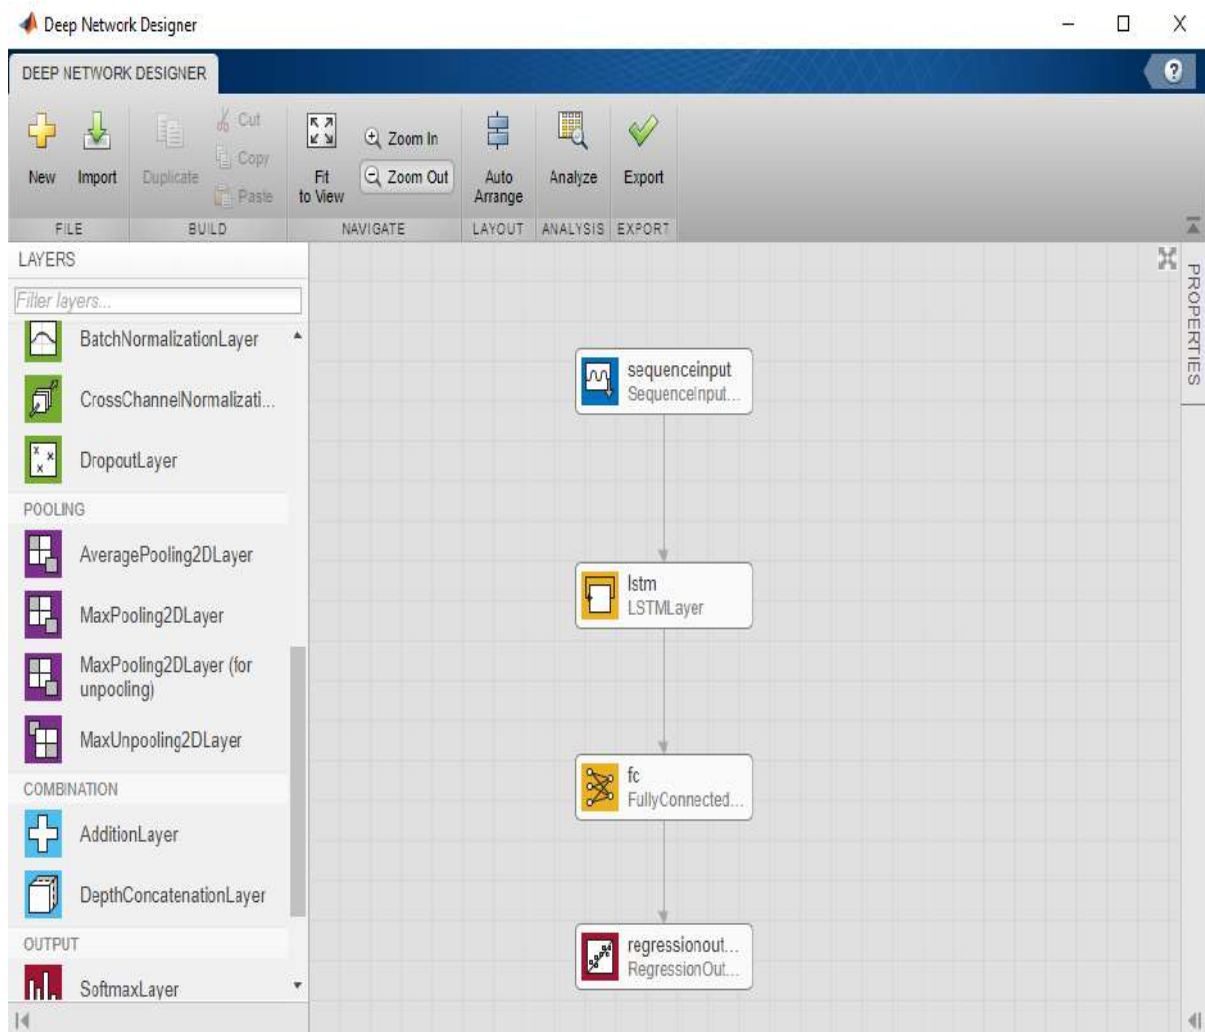 Deep Network Designer
DEEP NETWORK DESIGNER
?
New
Import
Duplicate
Cut
Copy
Paste
Fit
to View
Zoom In
Zoom Out
Auto
Arrange
Analyze
Export
FILE
BUILD
NAVIGATE
LAYOUT
ANALYSIS
EXPORT
LAYERS
Filter layers...
BatchNormalizationLayer
CrossChannelNormalizati...
DropoutLayer
POOLING
AveragePooling2DLayer
MaxPooling2DLayer
MaxPooling2DLayer (for
unpooling)
MaxUnpooling2DLayer
COMBINATION
AdditionLayer
DepthConcatenationLayer
OUTPUT
SoftmaxLayer
sequenceinput
SequenceInput...
lstm
LSTMLayer
fc
FullyConnected...
regressionout...
RegressionOut...
PROPERTIES